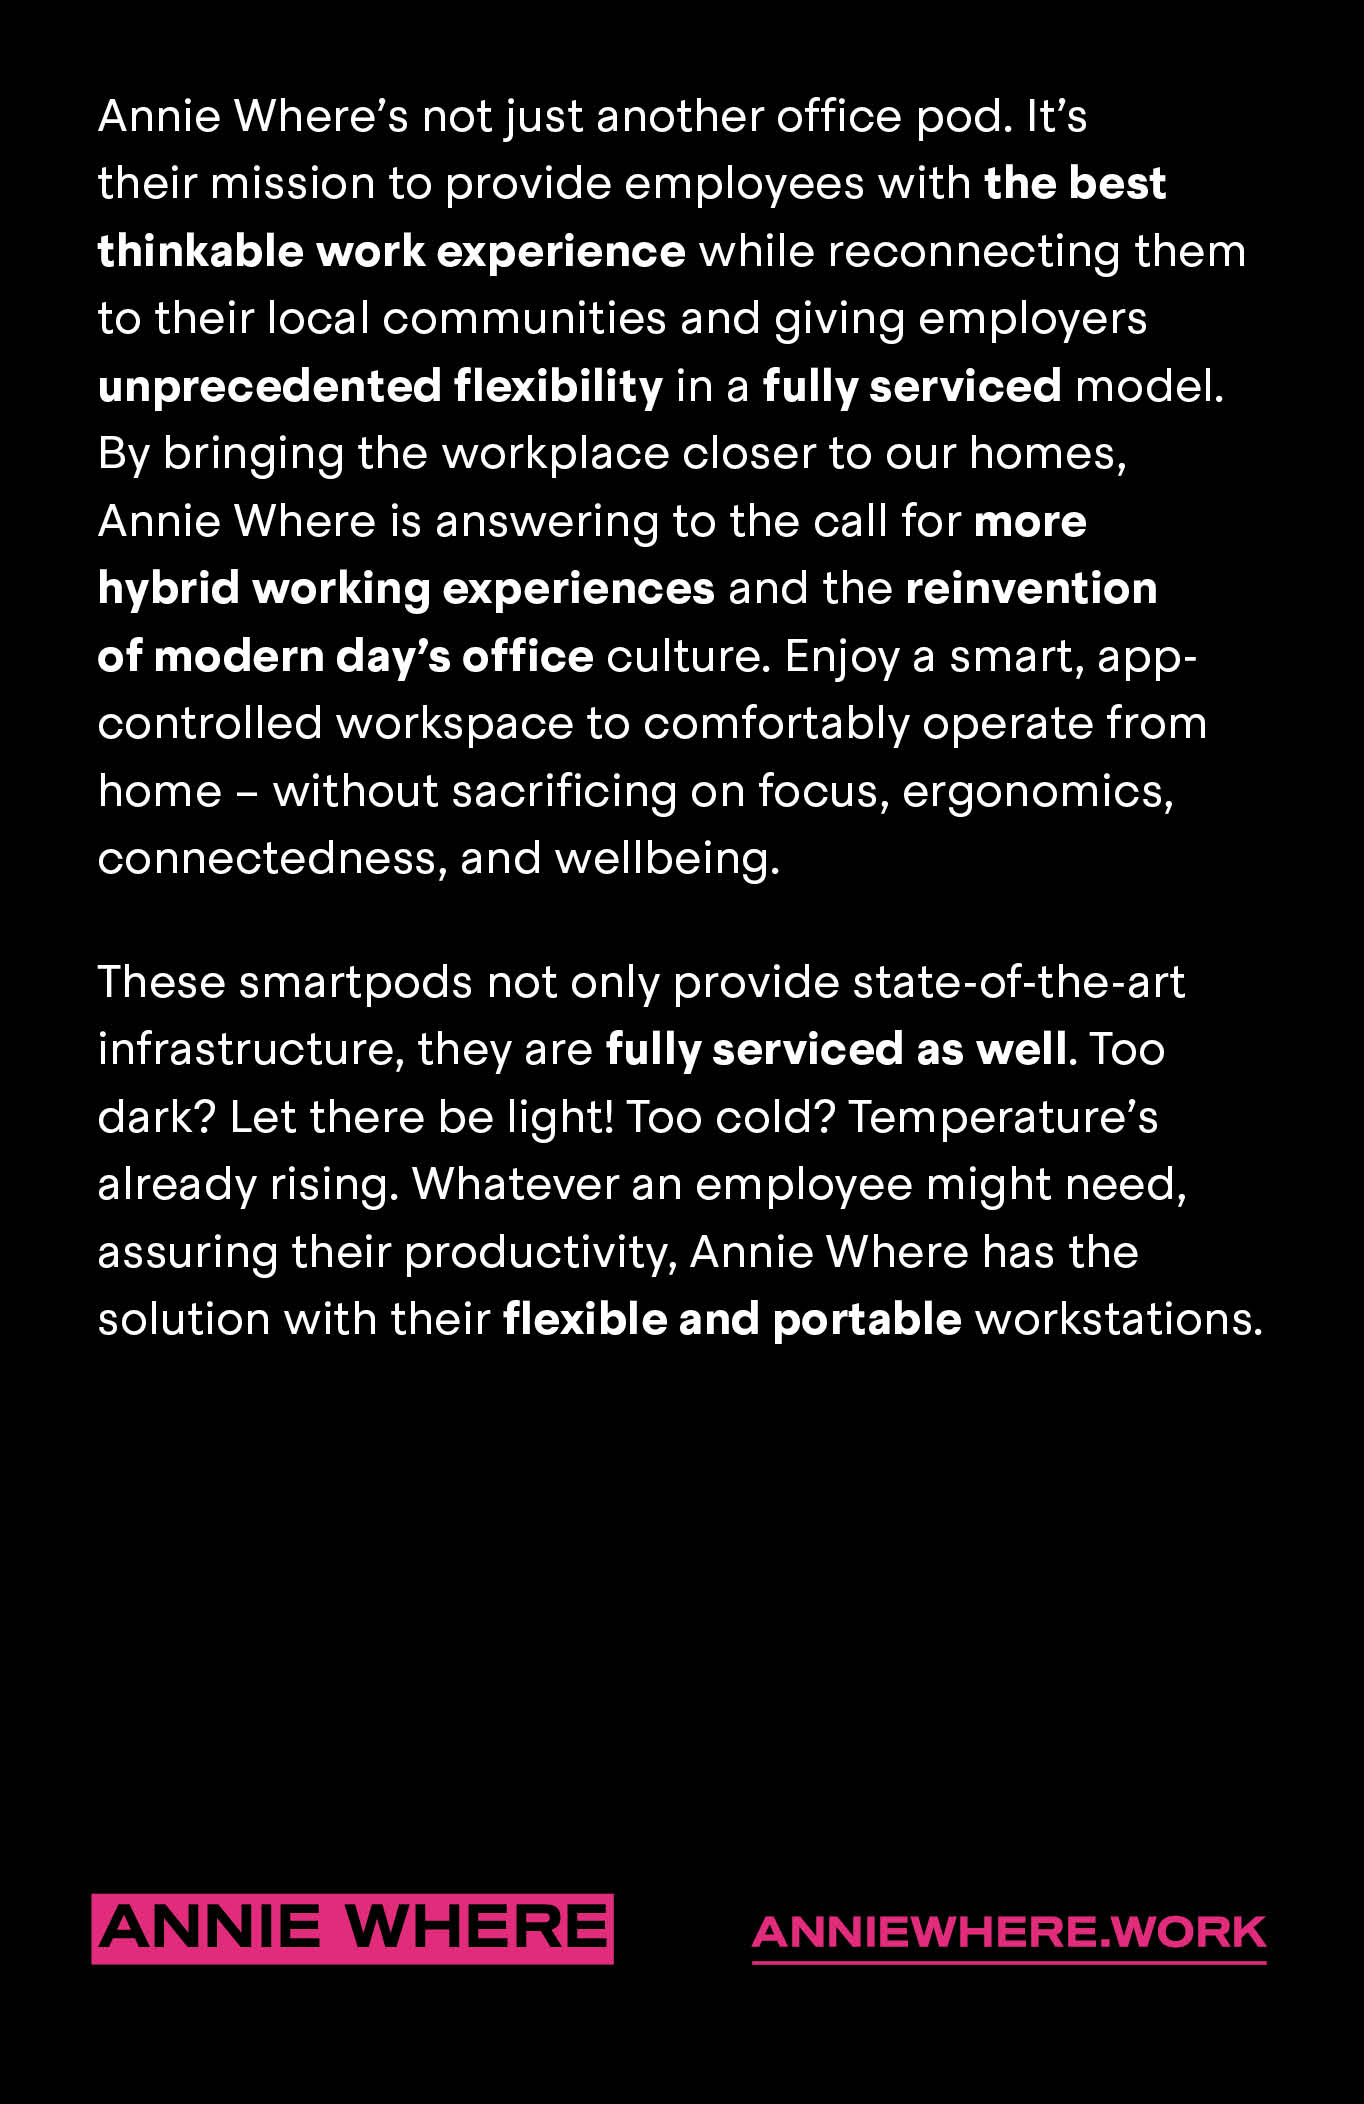 Annie Where’s not just another office pod. It’s
their mission to provide employees with the best
thinkable work experience while reconnecting them
to their local communities and giving employers
unprecedented flexibility in a fully serviced model.
By bringing the workplace closer to our homes,
Annie Where is answering to the call for more
hybrid working experiences and the reinvention
of modern day’s office culture. Enjoy a smart, app-
controlled workspace to comfortably operate from
home – without sacrificing on focus, ergonomics,
connectedness, and wellbeing.
These smartpods not only provide state-of-the-art
infrastructure, they are fully serviced as well. Too
dark? Let there be light! Too cold? Temperature’s
already rising. Whatever an employee might need,
assuring their productivity, Annie Where has the
solution with their flexible and portable workstations.
ANNIE WHERE
ANNIEWHERE.WORK